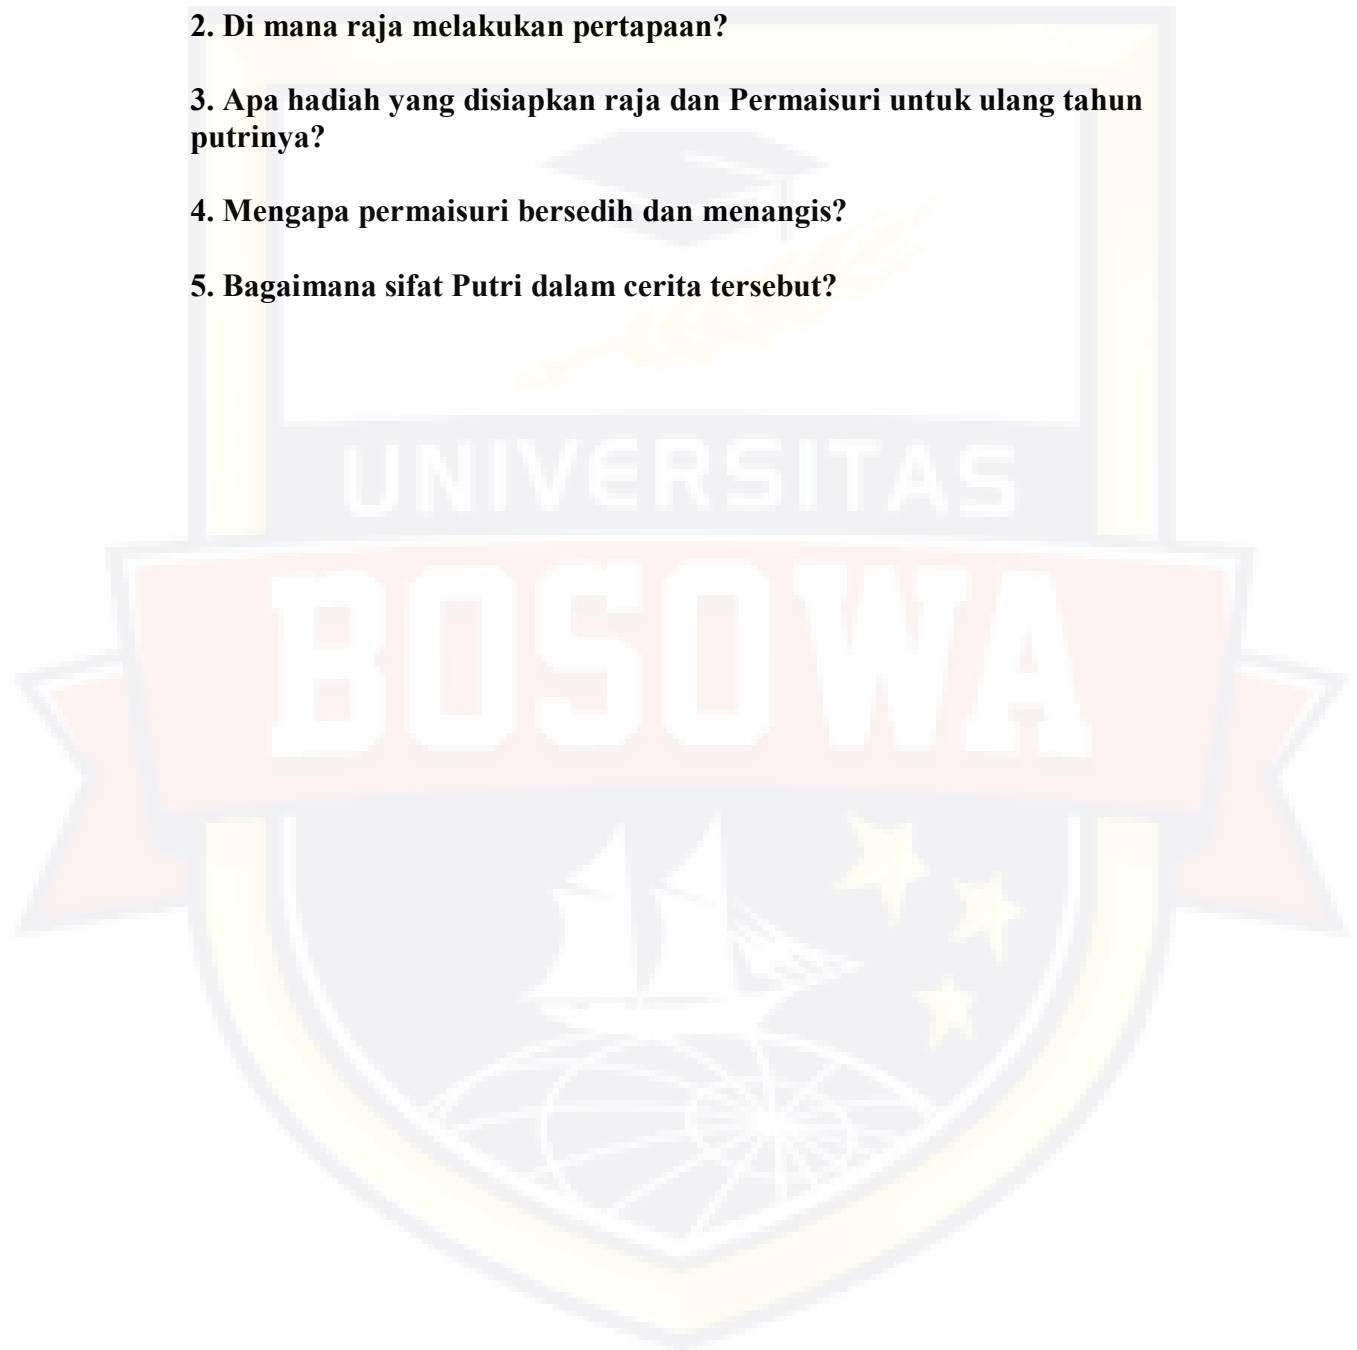 2. Di mana raja melakukan pertapaan?
3. Apa hadiah yang disiapkan raja dan Permaisuri untuk ulang tahun
putrinya?
4. Mengapa permaisuri bersedih dan menangis?
5. Bagaimana sifat Putri dalam cerita tersebut?
UNIVERSITAS
BOSOWA